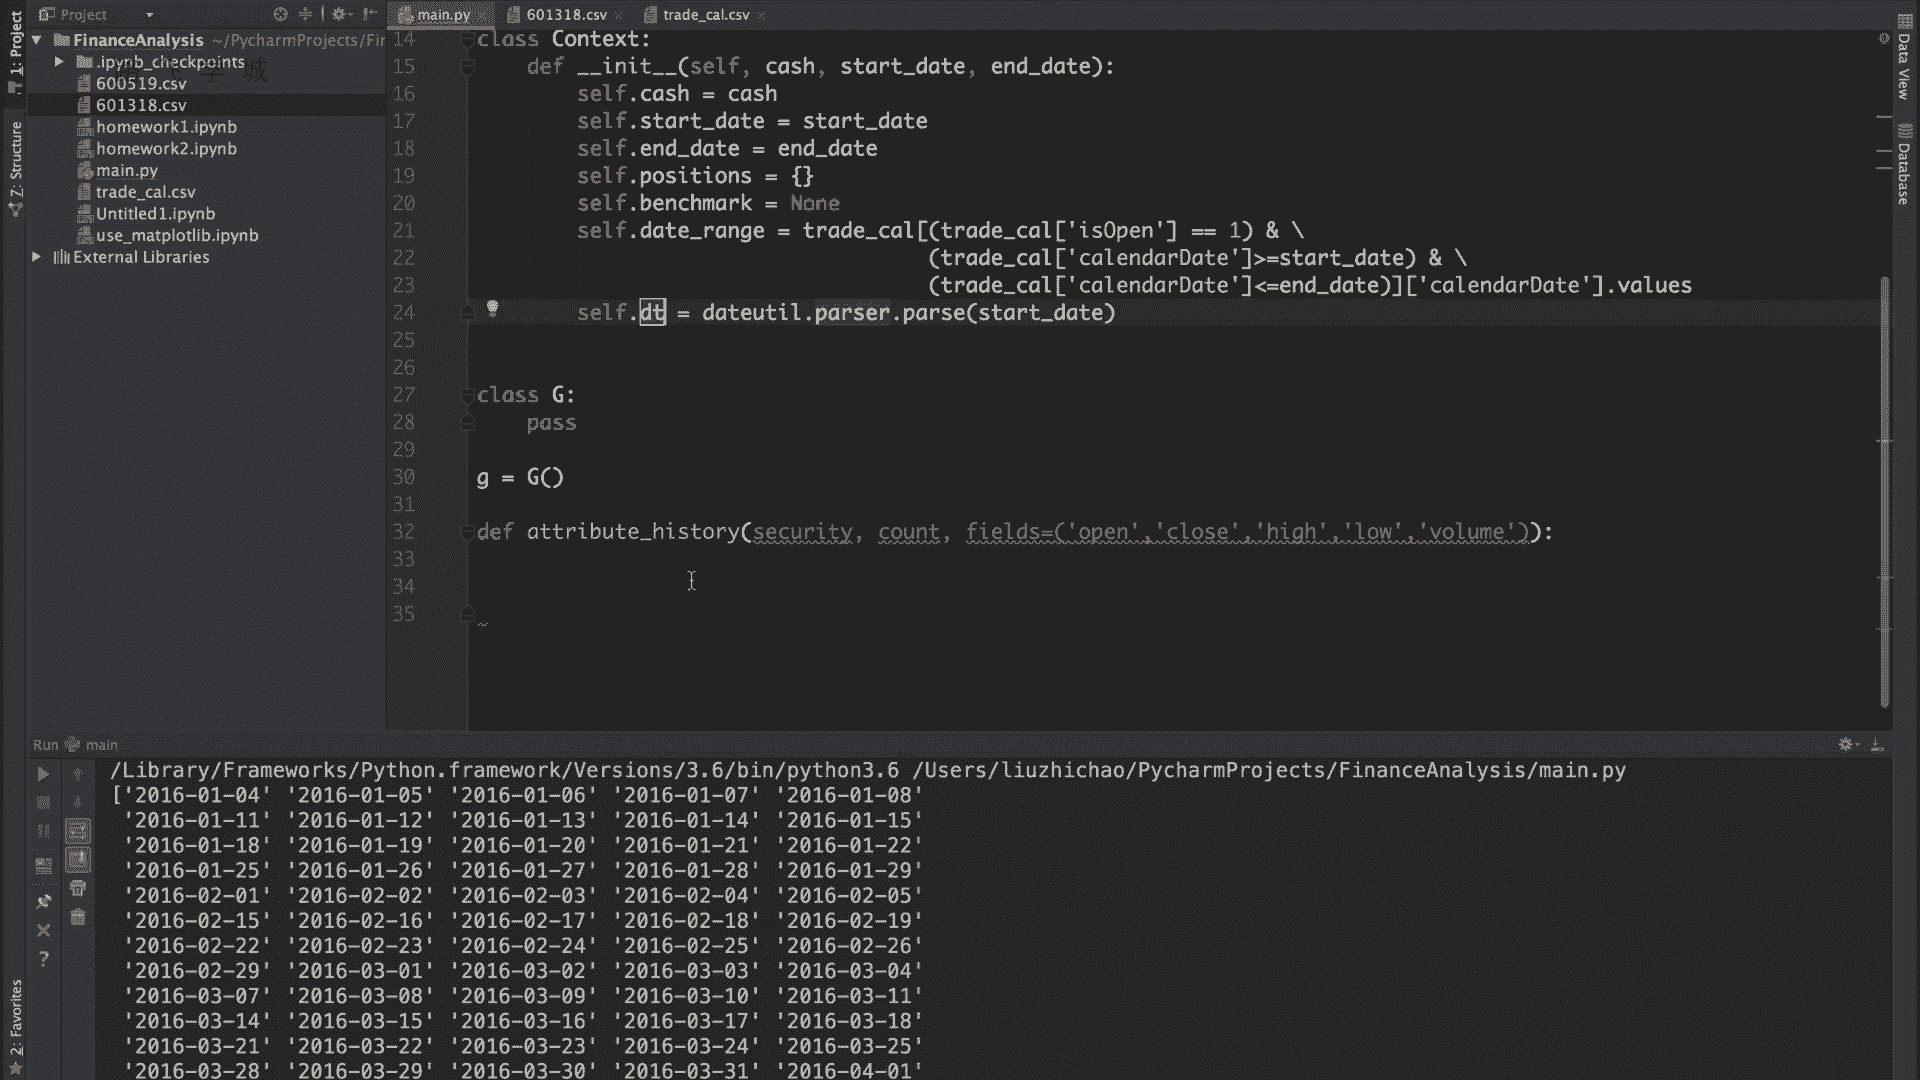 Project
main.py
601318.csv
trade_cal.csv
1: Project
FinanceAnalysis ~/PycharmProjects/Fir
.ipynb_checkpoints
600519.csv
601318.csv
homework1.ipynb
homework2.ipynb
main.py
trade_cal.csv
Untitled1.ipynb
use_matplotlib.ipynb
External Libraries
Z: Structure
2: Favorites
Data View
Database
14 class Context:
15 def __init__(self, cash, start_date, end_date):
16 self.cash = cash
17 self.start_date = start_date
18 self.end_date = end_date
19 self.positions = {}
20 self.benchmark = None
21 self.date_range = trade_cal[(trade_cal['isOpen'] == 1) & \
22 (trade_cal['calendarDate']>=start_date) & \
23 (trade_cal['calendarDate']<=end_date)]['calendarDate'].values
24 self.dt = dateutil.parser.parse(start_date)
25
26
27 class G:
28 pass
29
30 g = G()
31
32 def attribute_history(security, count, fields=('open','close','high','low','volume')):
33
34
35
~
Run main
/Library/Frameworks/Python.framework/Versions/3.6/bin/python3.6 /Users/liuzhichao/PycharmProjects/FinanceAnalysis/main.py
['2016-01-04' '2016-01-05' '2016-01-06' '2016-01-07' '2016-01-08'
'2016-01-11' '2016-01-12' '2016-01-13' '2016-01-14' '2016-01-15'
'2016-01-18' '2016-01-19' '2016-01-20' '2016-01-21' '2016-01-22'
'2016-01-25' '2016-01-26' '2016-01-27' '2016-01-28' '2016-01-29'
'2016-02-01' '2016-02-02' '2016-02-03' '2016-02-04' '2016-02-05'
'2016-02-15' '2016-02-16' '2016-02-17' '2016-02-18' '2016-02-19'
'2016-02-22' '2016-02-23' '2016-02-24' '2016-02-25' '2016-02-26'
'2016-02-29' '2016-03-01' '2016-03-02' '2016-03-03' '2016-03-04'
'2016-03-07' '2016-03-08' '2016-03-09' '2016-03-10' '2016-03-11'
'2016-03-14' '2016-03-15' '2016-03-16' '2016-03-17' '2016-03-18'
'2016-03-21' '2016-03-22' '2016-03-23' '2016-03-24' '2016-03-25'
'2016-03-28' '2016-03-29' '2016-03-30' '2016-03-31' '2016-04-01'